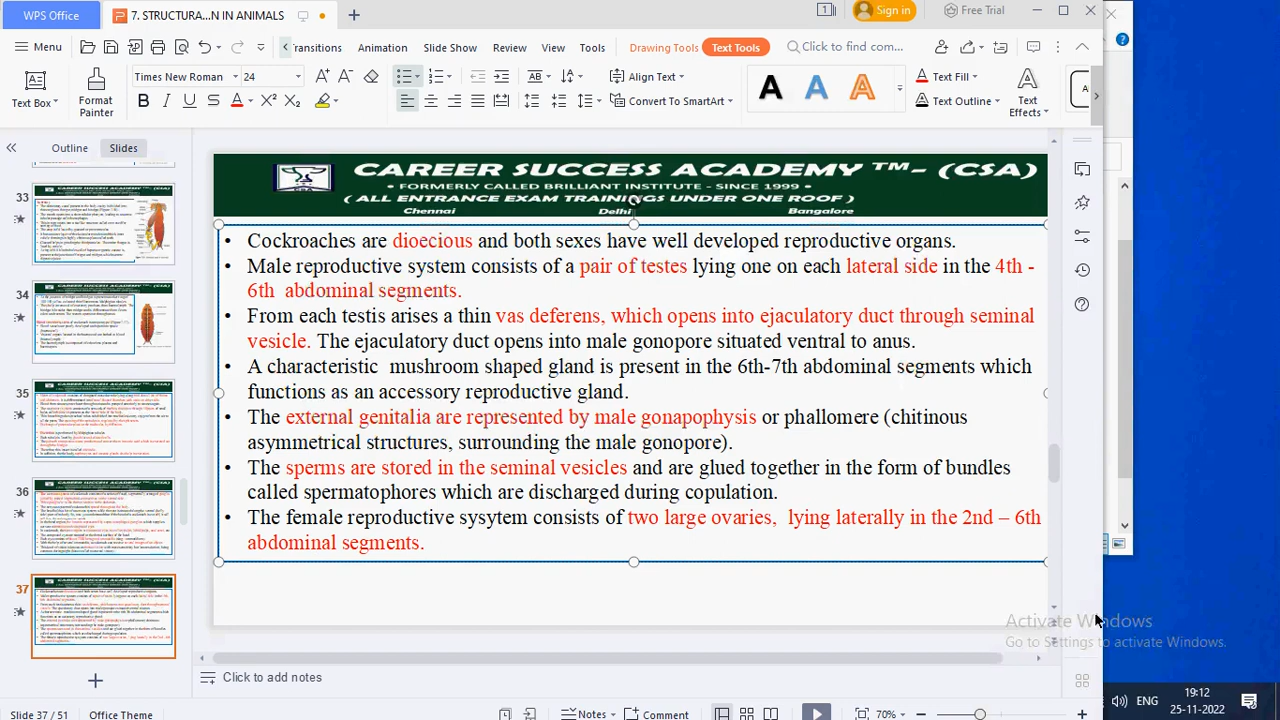 WPS Office
7. STRUCTURA...N IN ANIMALS
Sign in
Free Trial
Menu
Transitions
Animation
Slide Show
Review
View
Tools
Drawing Tools
Text Tools
Click to find com...
Text Box
Format Painter
Times New Roman
24
Align Text
Convert To SmartArt
Text Fill
Text Outline
Text Effects
Outline
Slides
33
34
35
36
37
CAREER SUCCESS ACADEMY ™- (CSA)
• FORMERLY CALLED BRILLIANT INSTITUTE - SINCE 1996 •
(ALL ENTRANCE TRAINING UNDER ONE ROOF)
Chennai Delhi Bangalore
• Cockroaches are dioecious and both sexes have well developed reproductive organs.
• Male reproductive system consists of a pair of testes lying one on each lateral side in the 4th -
6th abdominal segments.
• From each testis arises a thin vas deferens, which opens into ejaculatory duct through seminal
vesicle. The ejaculatory duct opens into male gonopore situated ventral to anus.
• A characteristic mushroom shaped gland is present in the 6th-7th abdominal segments which
functions as an accessory reproductive gland.
• The external genitalia are represented by male gonapophysis or phallomere (chitinous
asymmetrical structures, surrounding the male gonopore).
• The sperms are stored in the seminal vesicles and are glued together in the form of bundles
called spermatophores which are discharged during copulation.
• The female reproductive system consists of two large ovaries, lying laterally in the 2nd – 6th
abdominal segments.
Activate Windows
Go to Settings to activate Windows.
Click to add notes
Slide 37 / 51
Office Theme
Notes
Comment
70%
ENG
19:12
25-11-2022